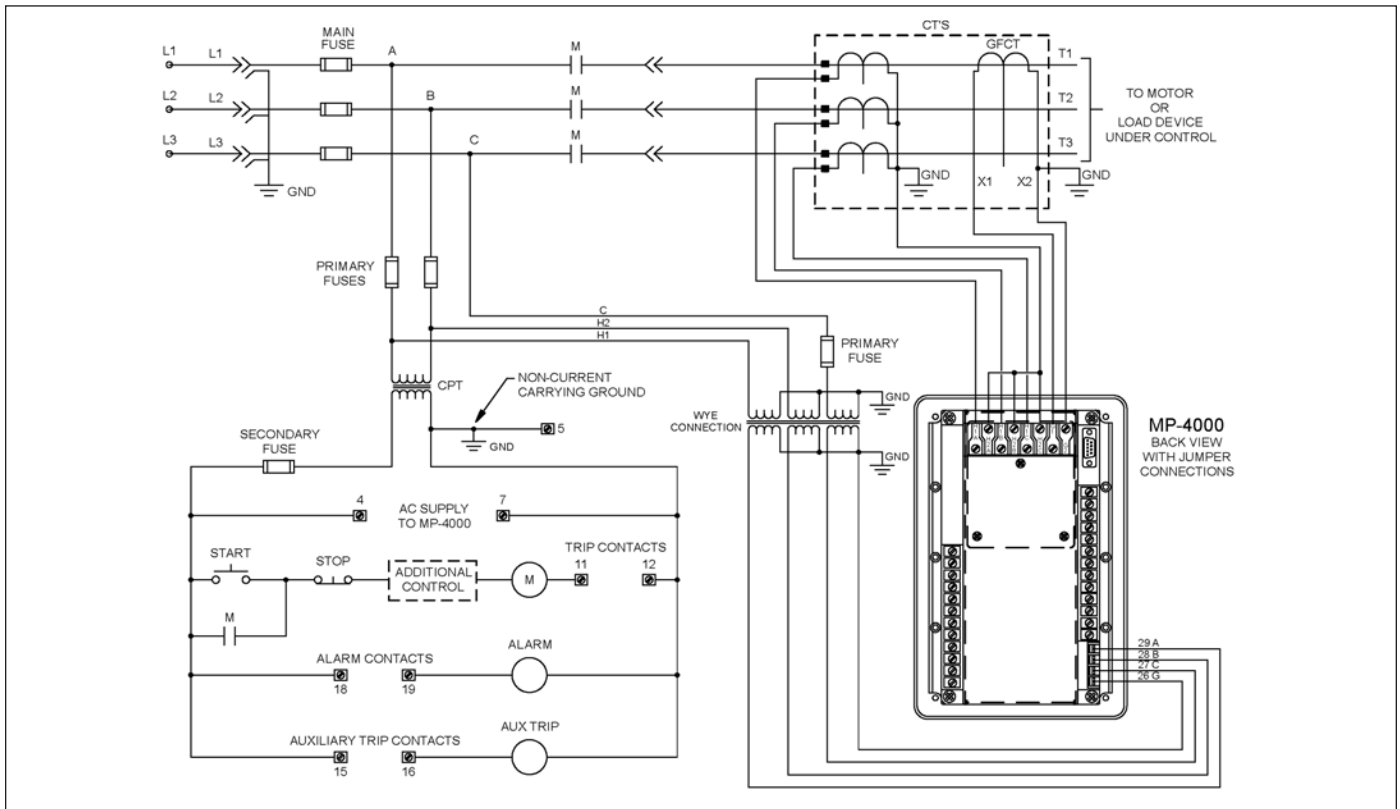 CT'S
MAIN
FUSE
L1
L1
A
M
GFCT
T1
L2
L2
B
M
T2
TO MOTOR
OR
LOAD DEVICE
UNDER CONTROL
L3
L3
C
M
T3
GND
GND
X1
X2
GND
PRIMARY
FUSES
C
H2
H1
PRIMARY
FUSE
CPT
NON-CURRENT
CARRYING GROUND
GND
WYE
CONNECTION
5
GND
GND
SECONDARY
FUSE
MP-4000
BACK VIEW
WITH JUMPER
CONNECTIONS
4
AC SUPPLY
TO MP-4000
7
START
STOP
ADDITIONAL
CONTROL
M
TRIP CONTACTS
11
12
M
29 A
28 B
27 C
26 G
ALARM CONTACTS
18
19
ALARM
AUXILIARY TRIP CONTACTS
15
16
AUX TRIP